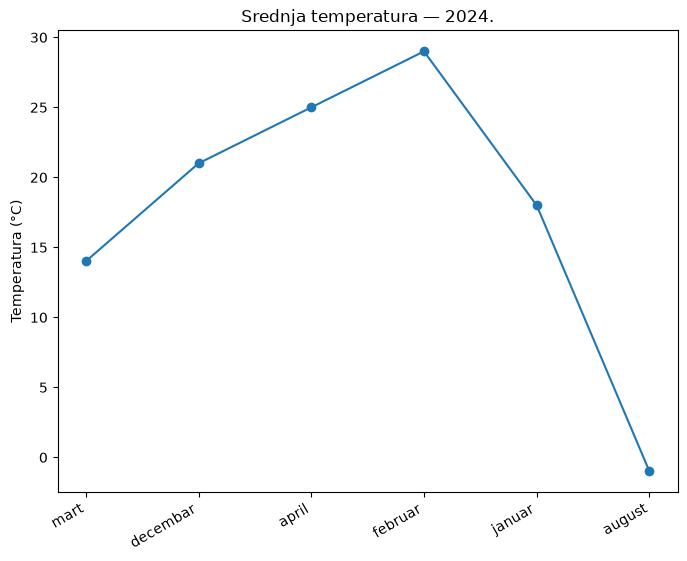 Srednja temperatura — 2024.
Temperatura (°C)
30
25
20
15
10
5
0
mart
decembar
april
februar
januar
august